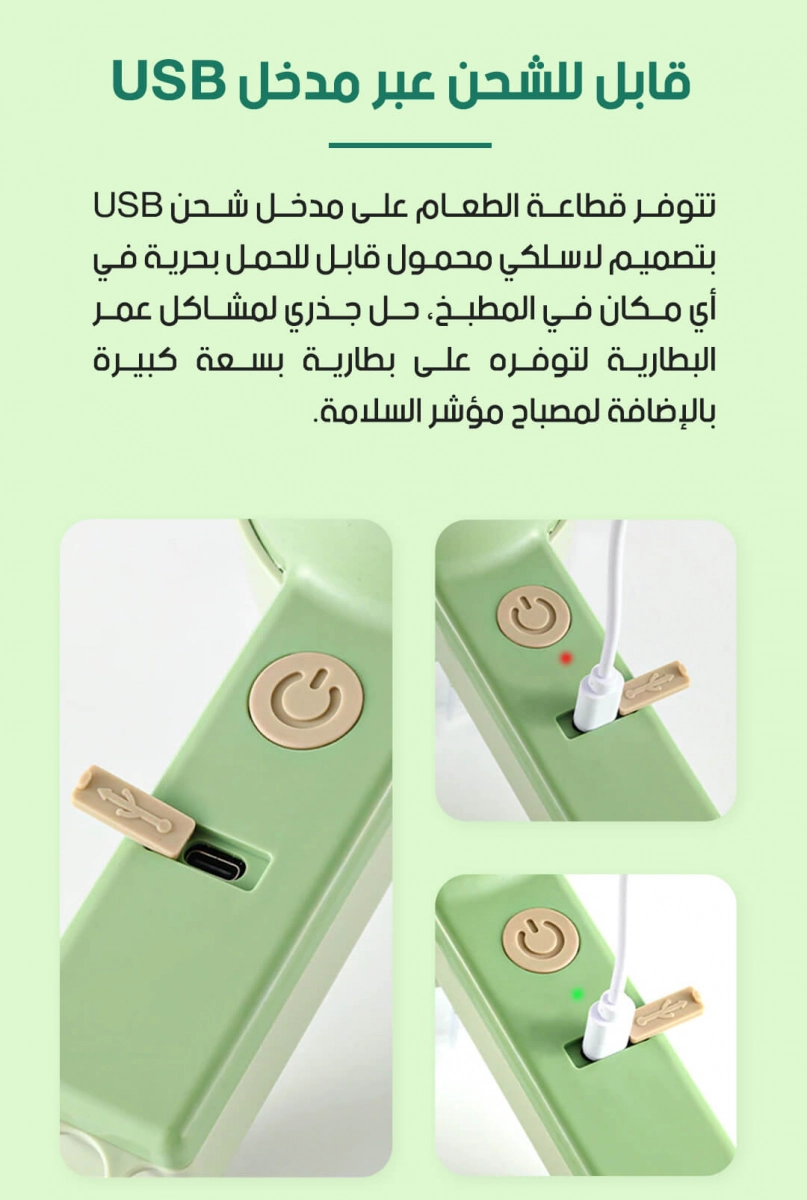 قابل للشحن عبر مدخل USB
تتوفر قطاعة الطعام على مدخل شحن USB
بتصميم لاسلكي محمول قابل للحمل بحرية في
أي مكان في المطبخ، حل جذري لمشاكل عمر
البطارية لتوفره على بطارية بسعة كبيرة
بالإضافة لمصباح مؤشر السلامة.